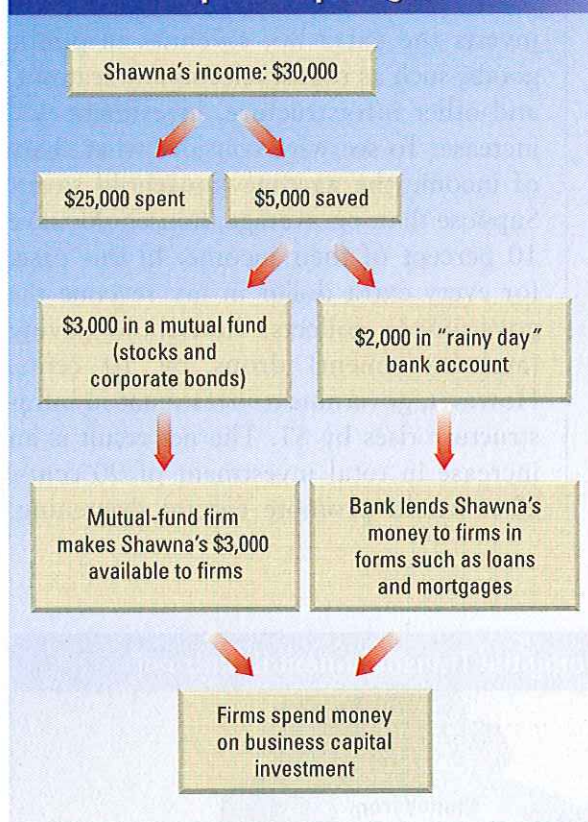 Shawna's income: $30,000
$25,000 spent
$5,000 saved
$3,000 in a mutual fund
(stocks and
corporate bonds)
$2,000 in "rainy day"
bank account
Mutual-fund firm
makes Shawna's $3,000
available to firms
Bank lends Shawna's
money to firms in
forms such as loans
and mortgages
Firms spend money
on business capital
investment